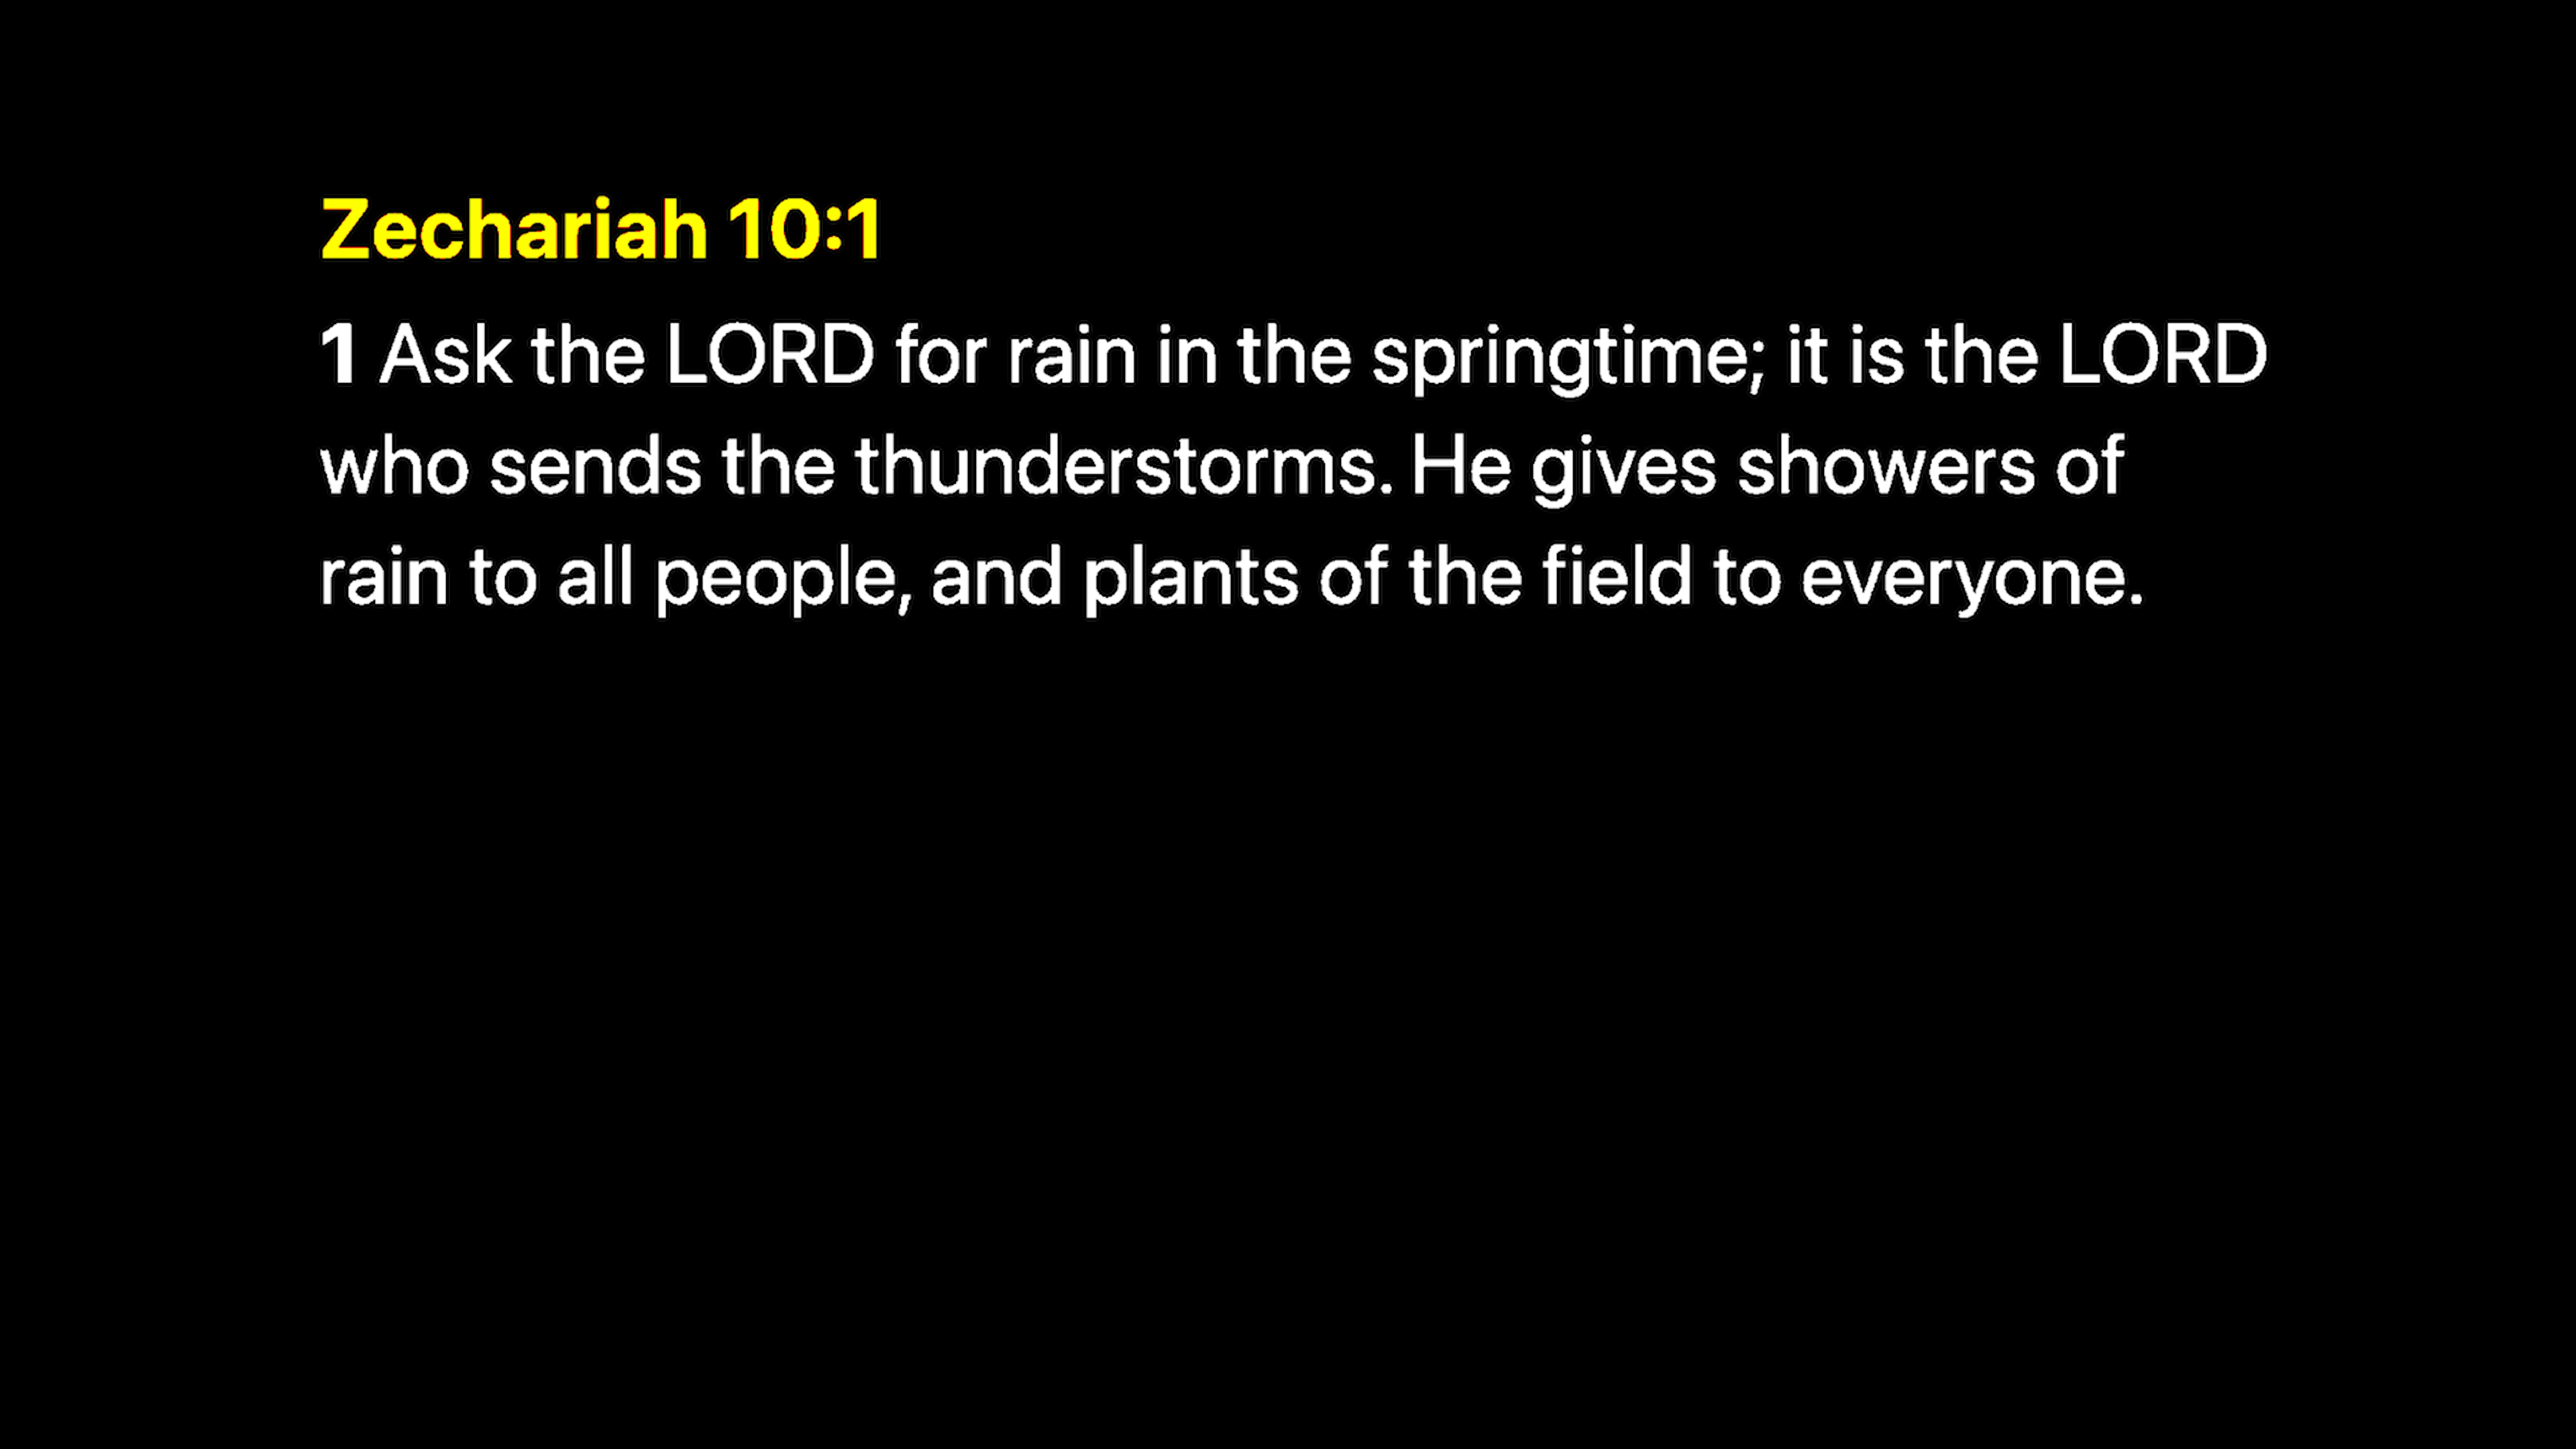 Zechariah 10:1
1 Ask the LORD for rain in the springtime; it is the LORD
who sends the thunderstorms. He gives showers of
rain to all people, and plants of the field to everyone.